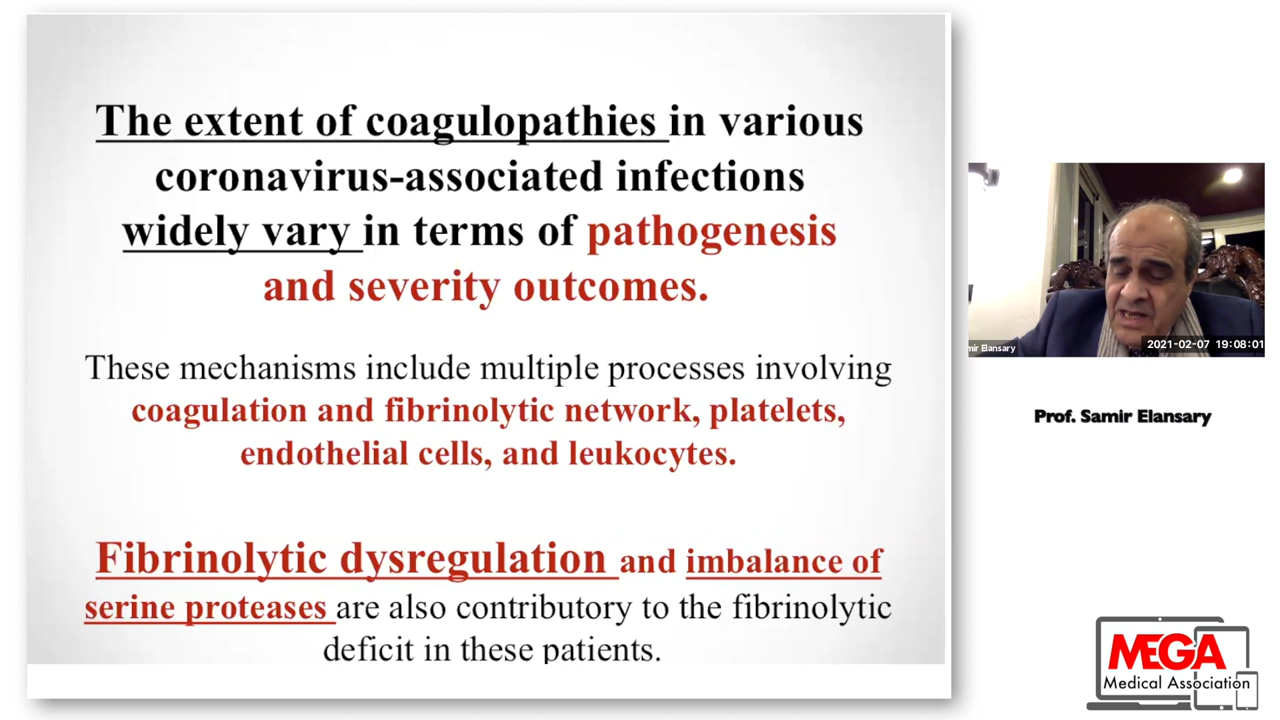 The extent of coagulopathies in various
coronavirus-associated infections
widely vary in terms of pathogenesis
and severity outcomes.
These mechanisms include multiple processes involving
coagulation and fibrinolytic network, platelets,
endothelial cells, and leukocytes.
Fibrinolytic dysregulation and imbalance of
serine proteases are also contributory to the fibrinolytic
deficit in these patients.
mir Elansary
2021-02-07 19:08:01
Prof. Samir Elansary
MEGA
Medical Association